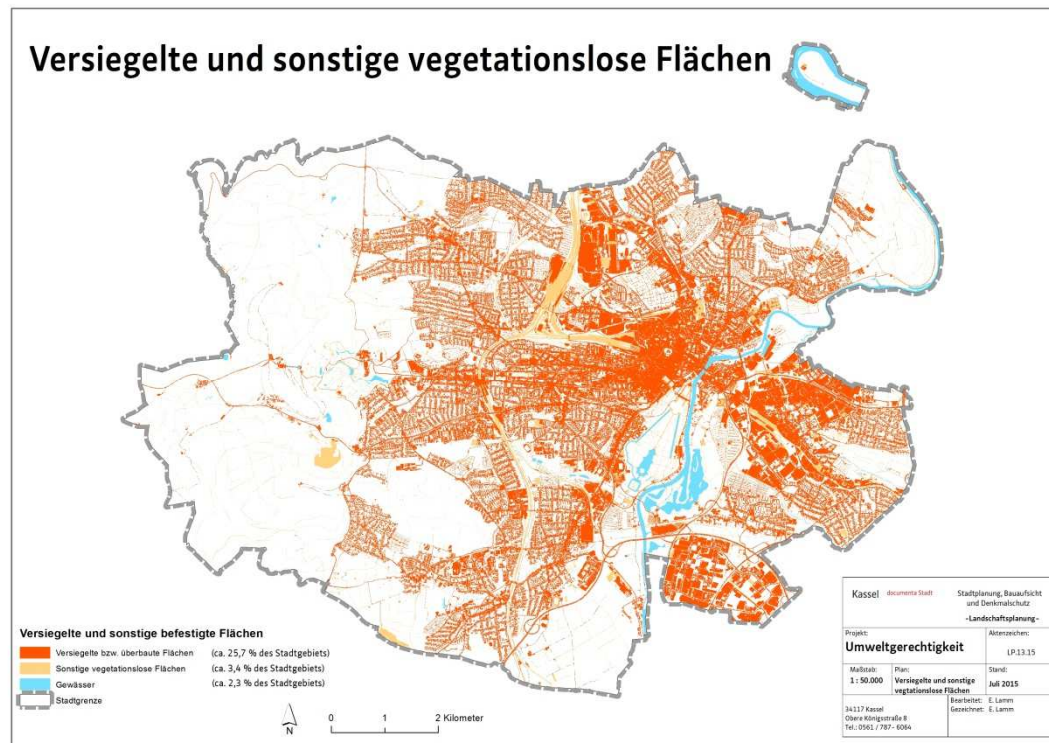 Versiegelte und sonstige vegetationslose Flächen
Versiegelte und sonstige befestigte Flächen
Versiegelte bzw. überbaute Flächen (ca. 25,7 % des Stadtgebiets)
Sonstige vegetationslose Flächen (ca. 3,4 % des Stadtgebiets)
Gewässer (ca. 2,3 % des Stadtgebiets)
Stadtgrenze
N
0 1 2 Kilometer
Kassel documenta Stadt
Stadtplanung, Bauaufsicht
und Denkmalschutz
-Landschaftsplanung-
Projekt:
Umweltgerechtigkeit
Aktenzeichen:
LP.13.15
Maßstab:
1 : 50.000
Plan:
Versiegelte und sonstige
vegtationslose Flächen
Stand:
Juli 2015
34117 Kassel
Obere Königsstraße 8
Tel.: 0561 / 787- 6064
Bearbeitet: E. Lamm
Gezeichnet: E. Lamm